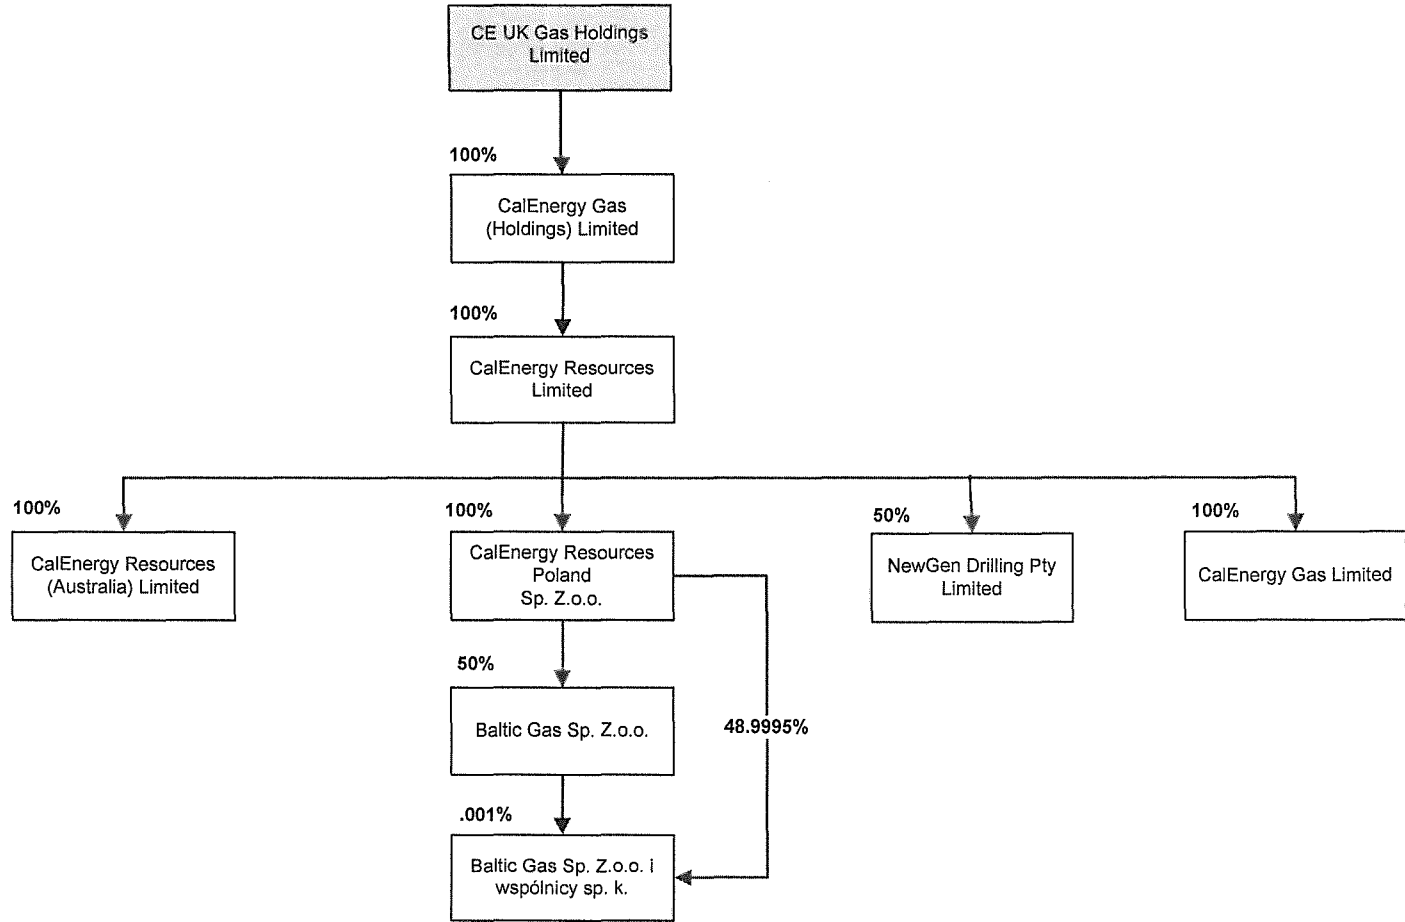 CE UK Gas Holdings
Limited
100%
CalEnergy Gas
(Holdings) Limited
100%
CalEnergy Resources
Limited
100%
CalEnergy Resources
(Australia) Limited
100%
CalEnergy Resources
Poland
Sp. Z.o.o.
50%
NewGen Drilling Pty
Limited
100%
CalEnergy Gas Limited
50%
Baltic Gas Sp. Z.o.o.
48.9995%
.001%
Baltic Gas Sp. Z.o.o. i
wspólnicy sp. k.